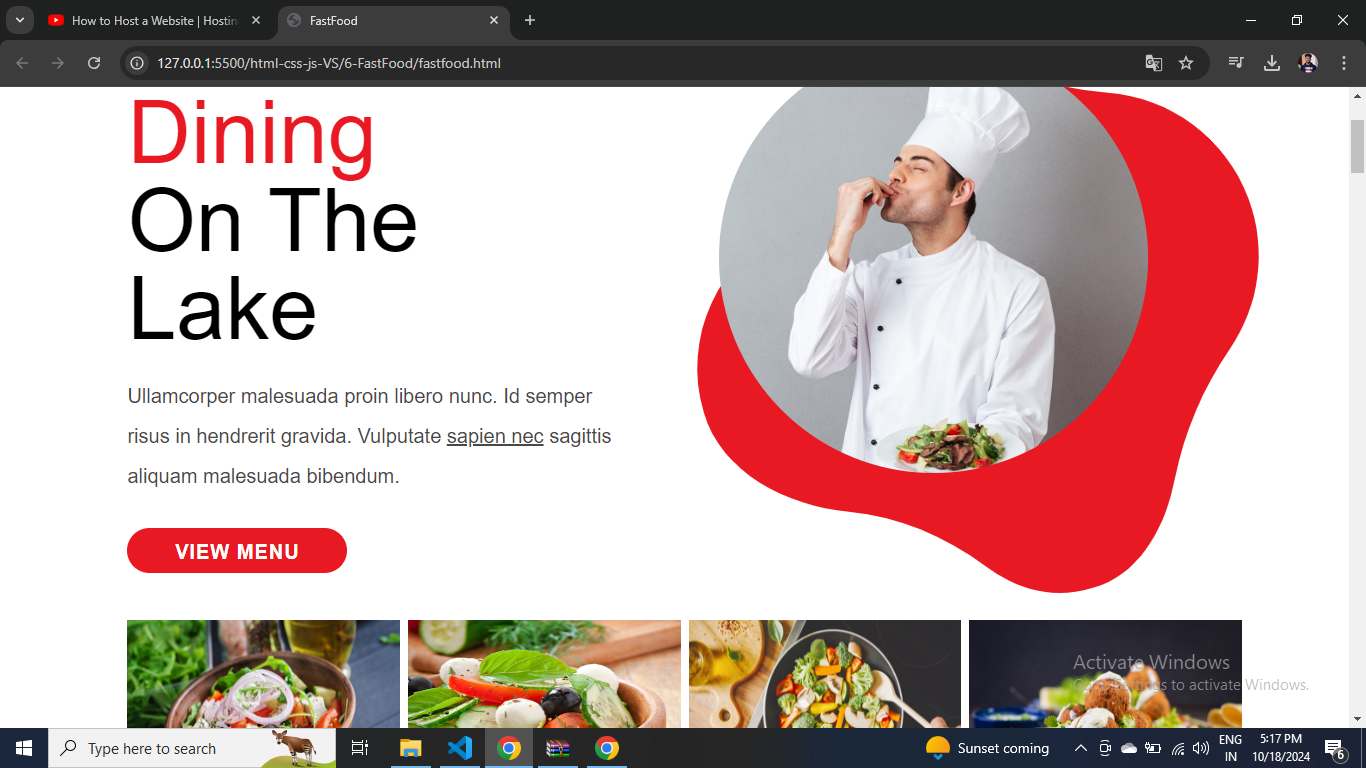 How to Host a Website | Hostin
FastFood
127.0.0.1:5500/html-css-js-VS/6-FastFood/fastfood.html
Dining
On The
Lake
Ullamcorper malesuada proin libero nunc. Id semper
risus in hendrerit gravida. Vulputate sapien nec sagittis
aliquam malesuada bibendum.
VIEW MENU
Activate Windows
Go to Settings to activate Windows.
Type here to search
Sunset coming
ENG
IN
5:17 PM
10/18/2024
6